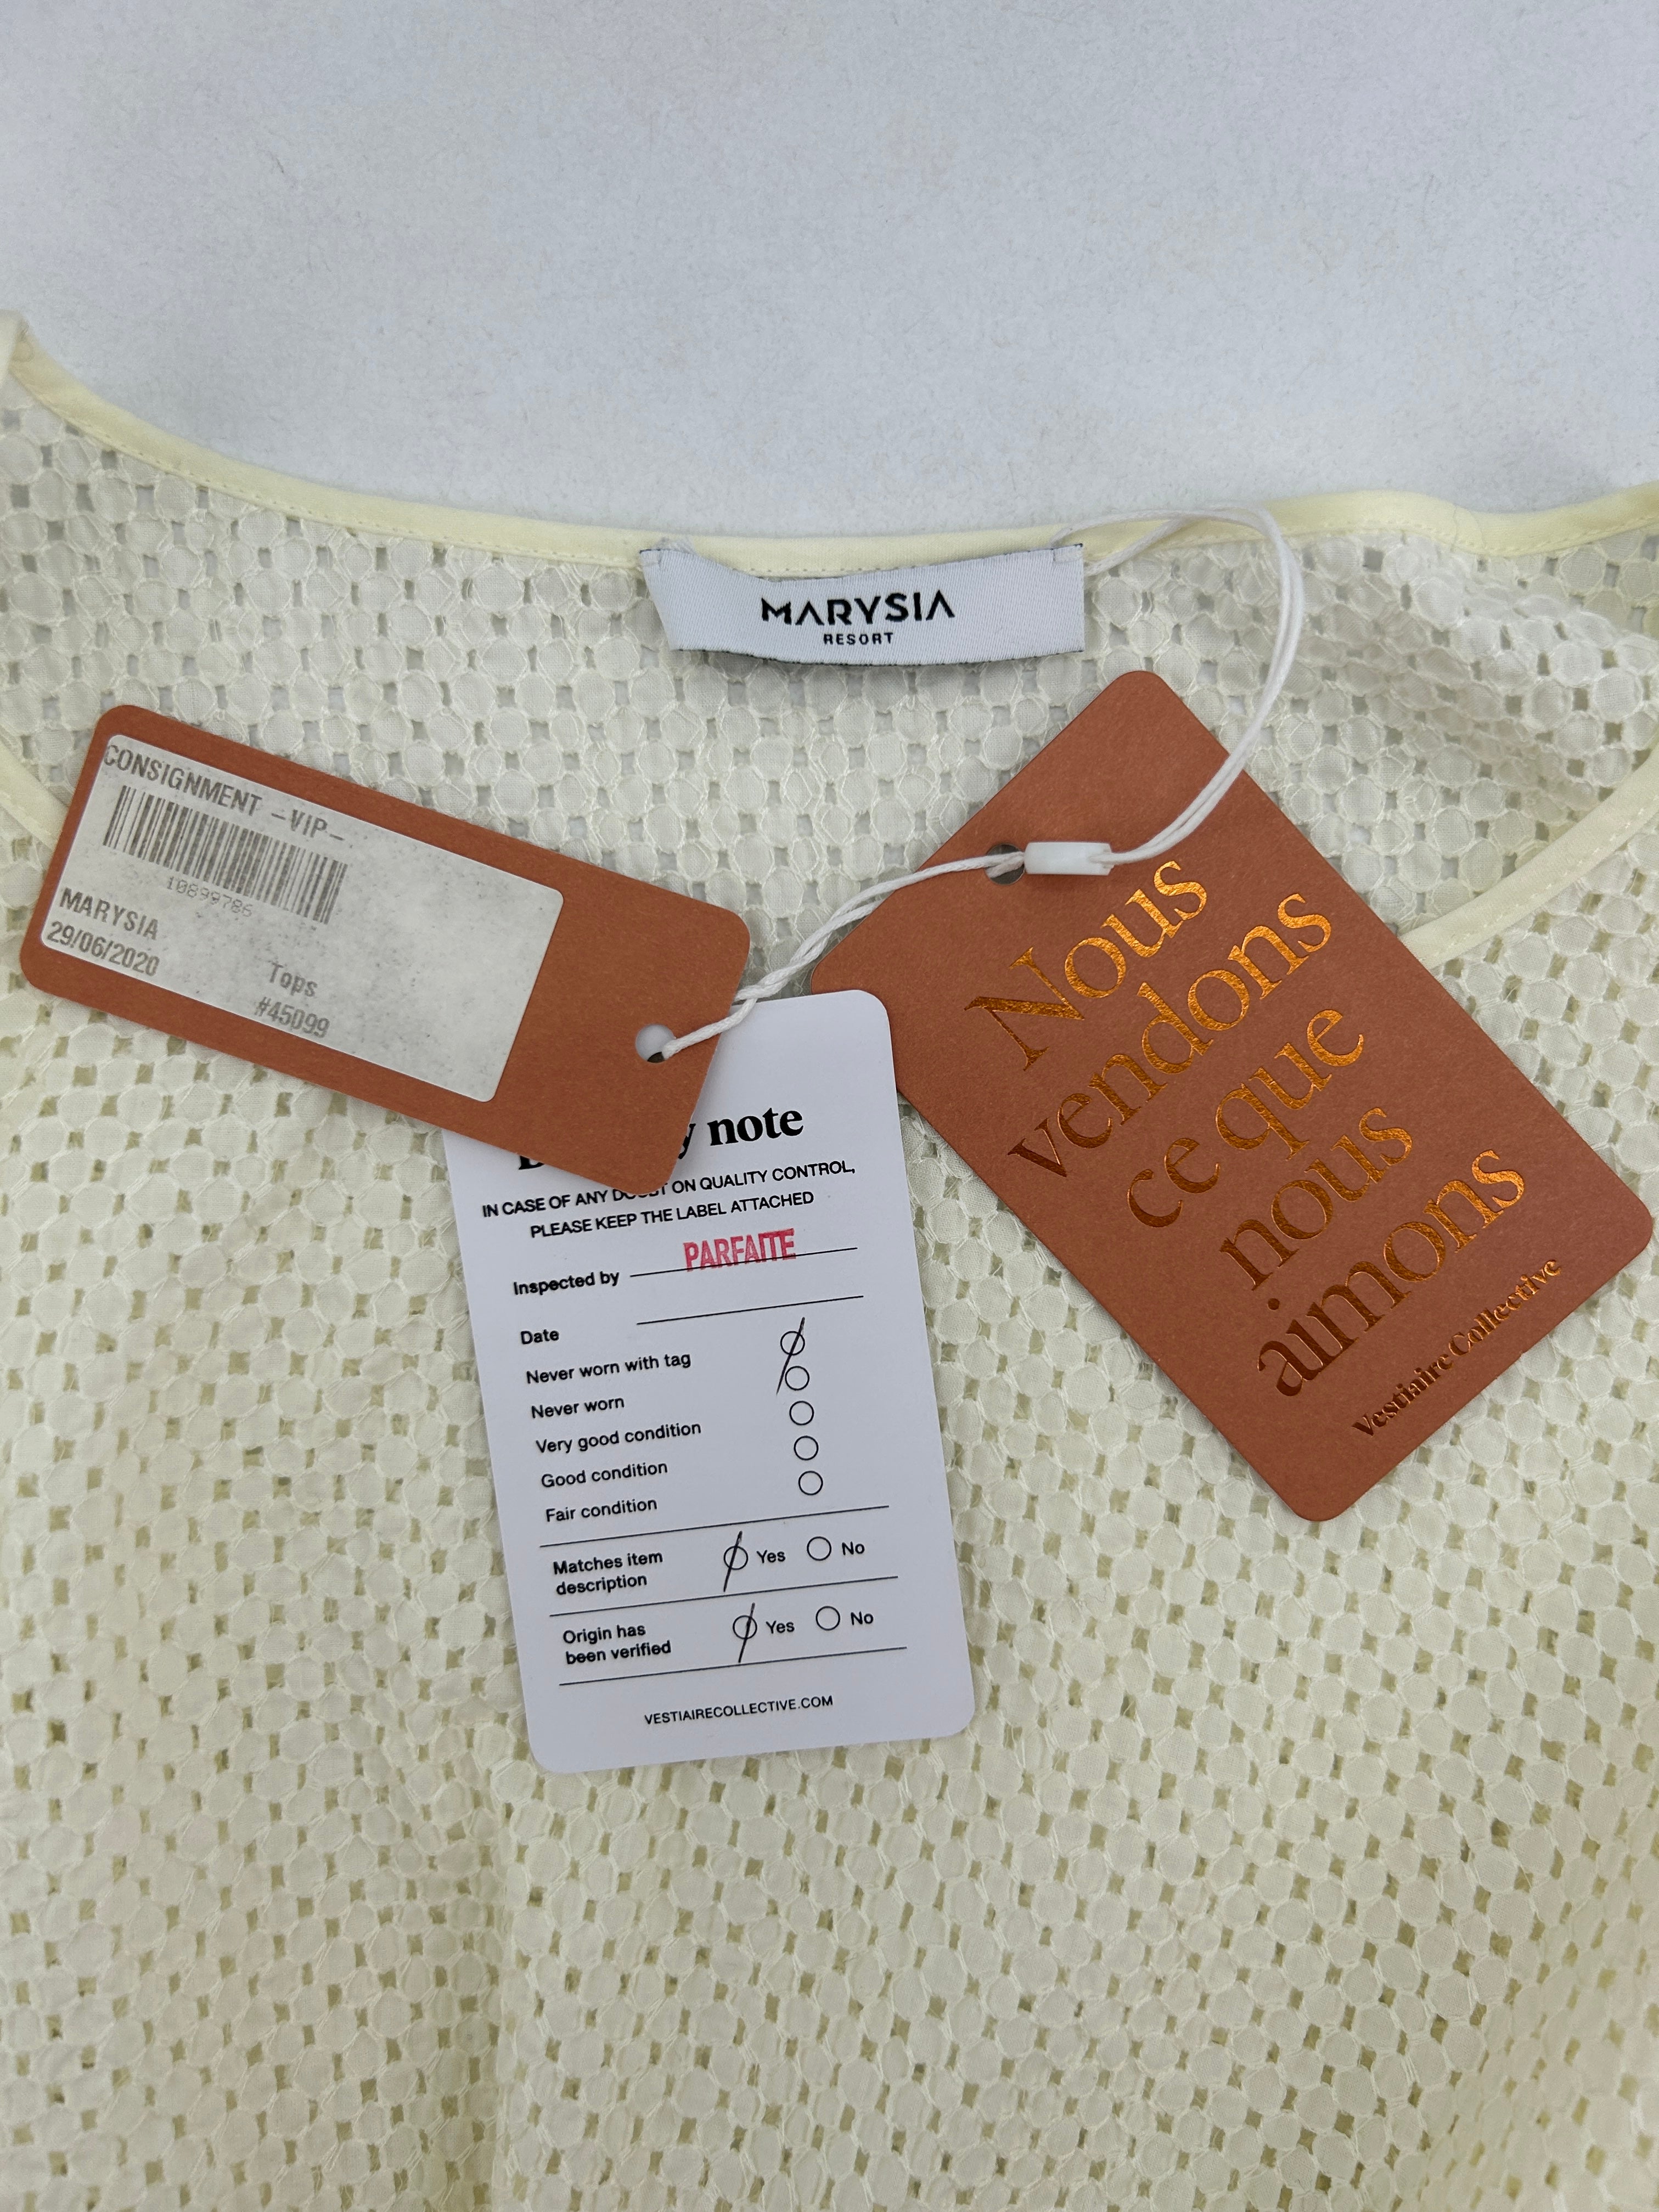 MARYSIA
RESORT
CONSIGNMENT -VIP-
10899786
MARYSIA
29/06/2020
Tops
#45099
Nous
vendons
ce que
nous
aimons
Vestiaire Collective
note
IN CASE OF ANY DOUBT ON QUALITY CONTROL,
PLEASE KEEP THE LABEL ATTACHED
Inspected by PARFAITE
Date
Never worn with tag
Never worn
Very good condition
Good condition
Fair condition
Matches item Yes No
description
Origin has Yes No
been verified
VESTIAIRECOLLECTIVE.COM